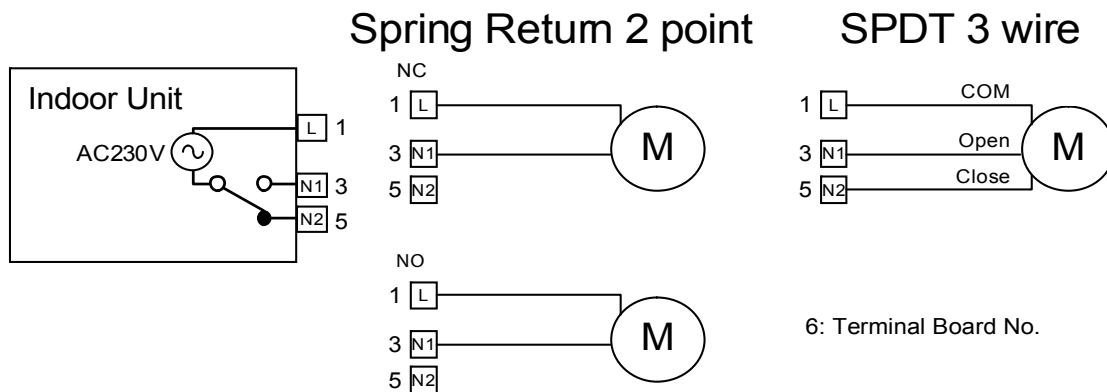 Spring Return 2 point
SPDT 3 wire
Indoor Unit
AC230V
L 1
N1 3
N2 5
NC
1 L
3 N1
5 N2
M
NO
1 L
3 N1
5 N2
M
1 L COM
3 N1 Open
5 N2 Close
M
6: Terminal Board No.